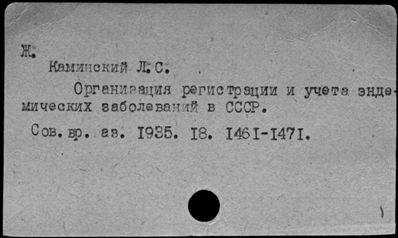 Ж.
Каминский Л.С.
Организация регистрации и учета энде-
мических заболеваний в СССР.
Сов.вр. аз. 1935. 18. 1461-1471.